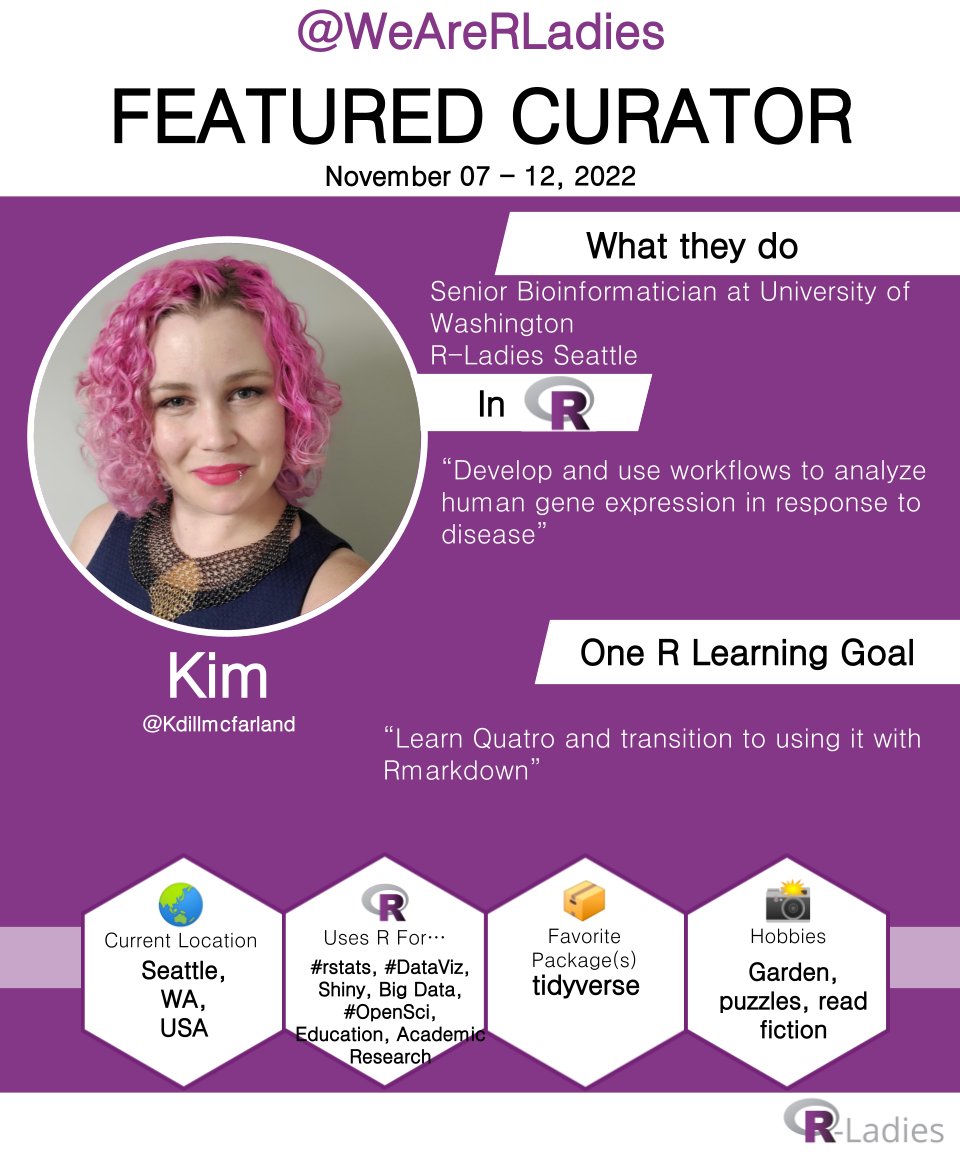 @WeAreRLadies
FEATURED CURATOR
November 07 – 12, 2022
What they do
Senior Bioinformatician at University of
Washington
R-Ladies Seattle
In R
“Develop and use workflows to analyze
human gene expression in response to
disease”
Kim
@Kdillmcfarland
One R Learning Goal
“Learn Quatro and transition to using it with
Rmarkdown”
Current Location
Seattle,
WA,
USA
R
Uses R For…
#rstats, #DataViz,
Shiny, Big Data,
#OpenSci,
Education, Academic
Research
Favorite
Package(s)
tidyverse
Hobbies
Garden,
puzzles, read
fiction
R-Ladies